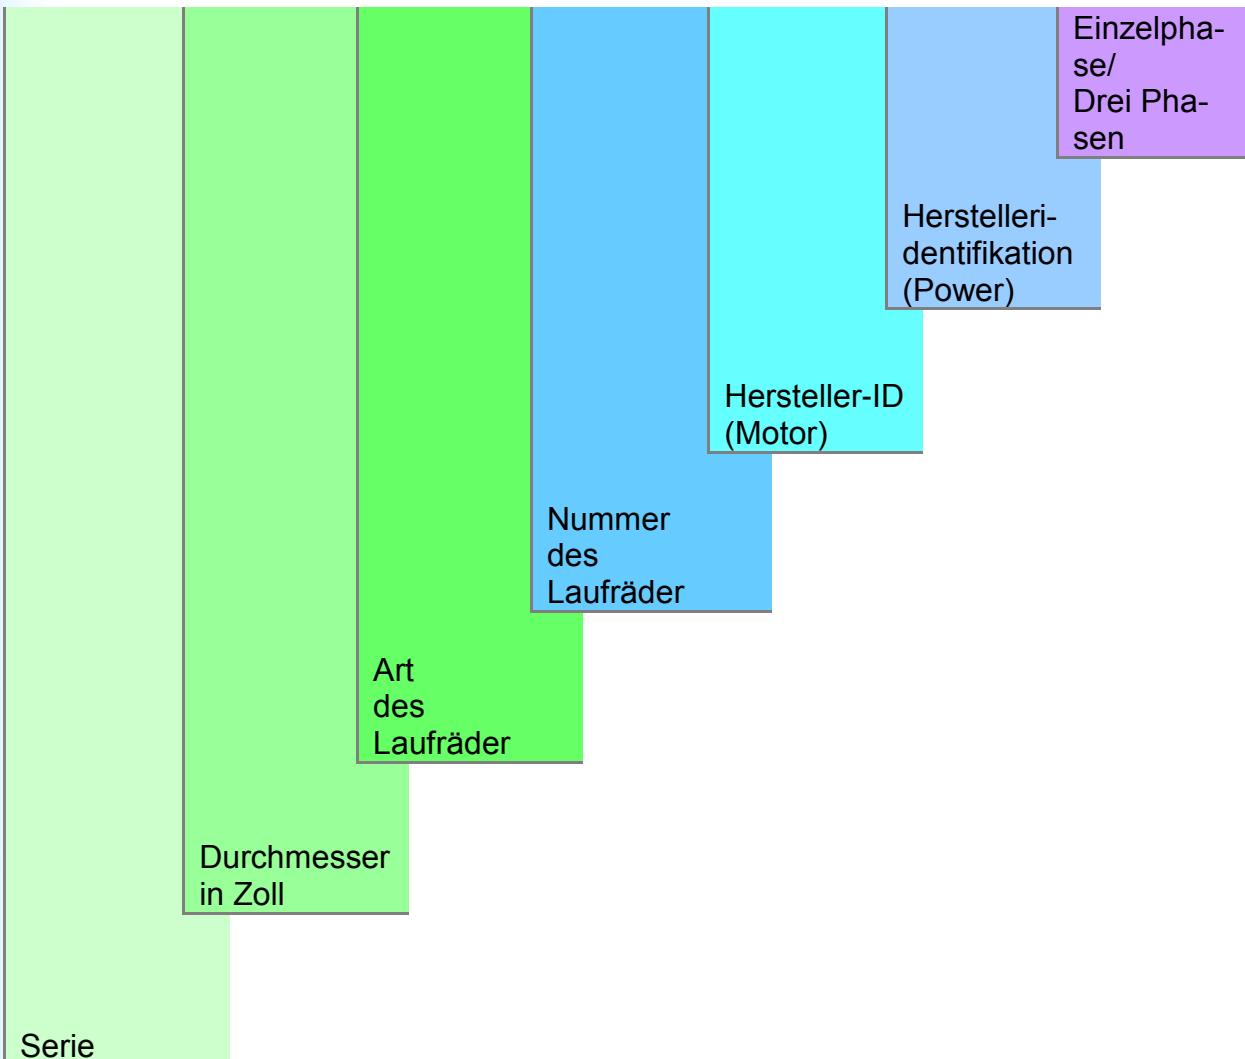 Einzelpha-
se/
Drei Pha-
sen
Herstelleri-
dentifikation
(Power)
Hersteller-ID
(Motor)
Nummer
des
Laufräder
Art
des
Laufräder
Durchmesser
in Zoll
Serie